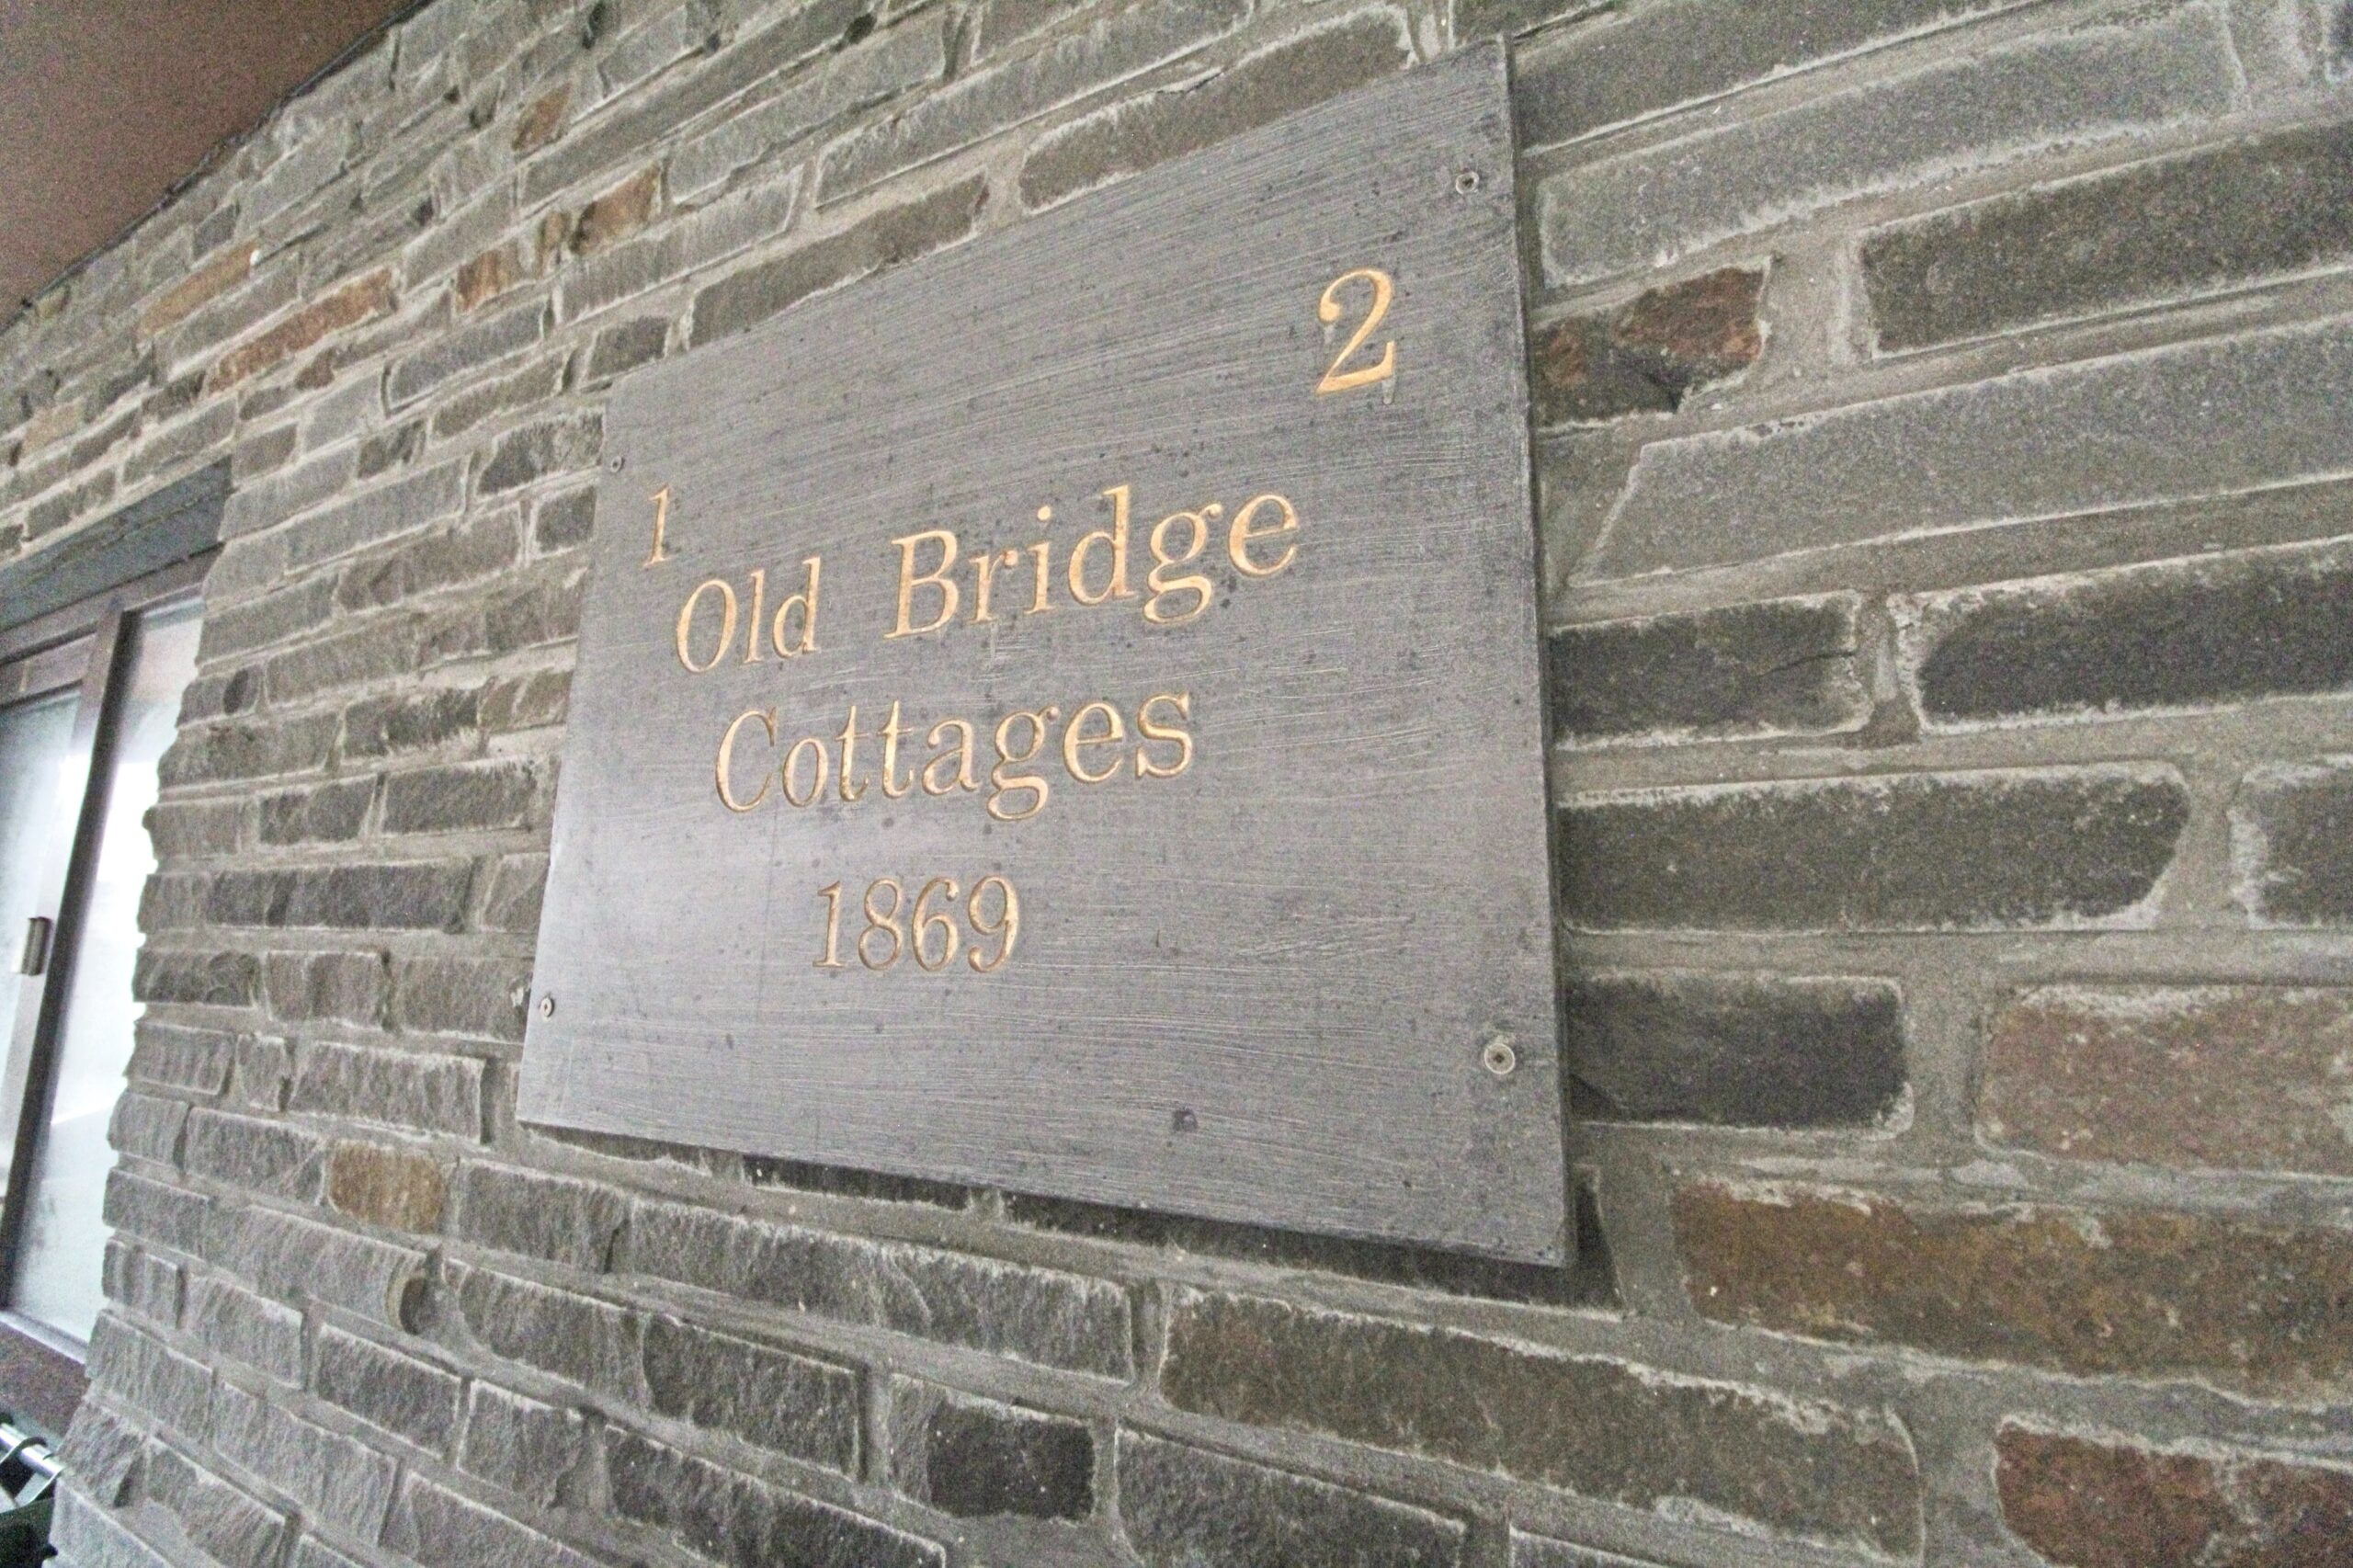 1 2
Old Bridge
Cottages
1869